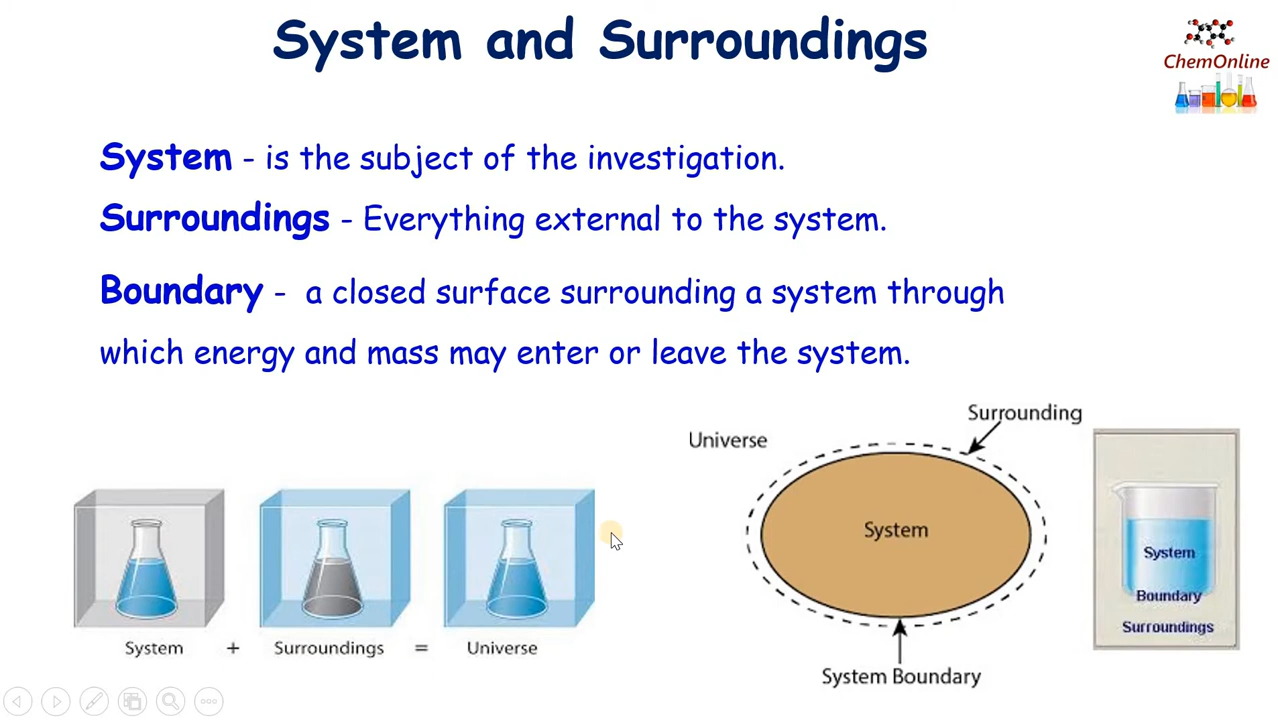 System and Surroundings
ChemOnline
System - is the subject of the investigation.
Surroundings - Everything external to the system.
Boundary - a closed surface surrounding a system through
which energy and mass may enter or leave the system.
System + Surroundings = Universe
Universe
Surrounding
System
System Boundary
System
Boundary
Surroundings